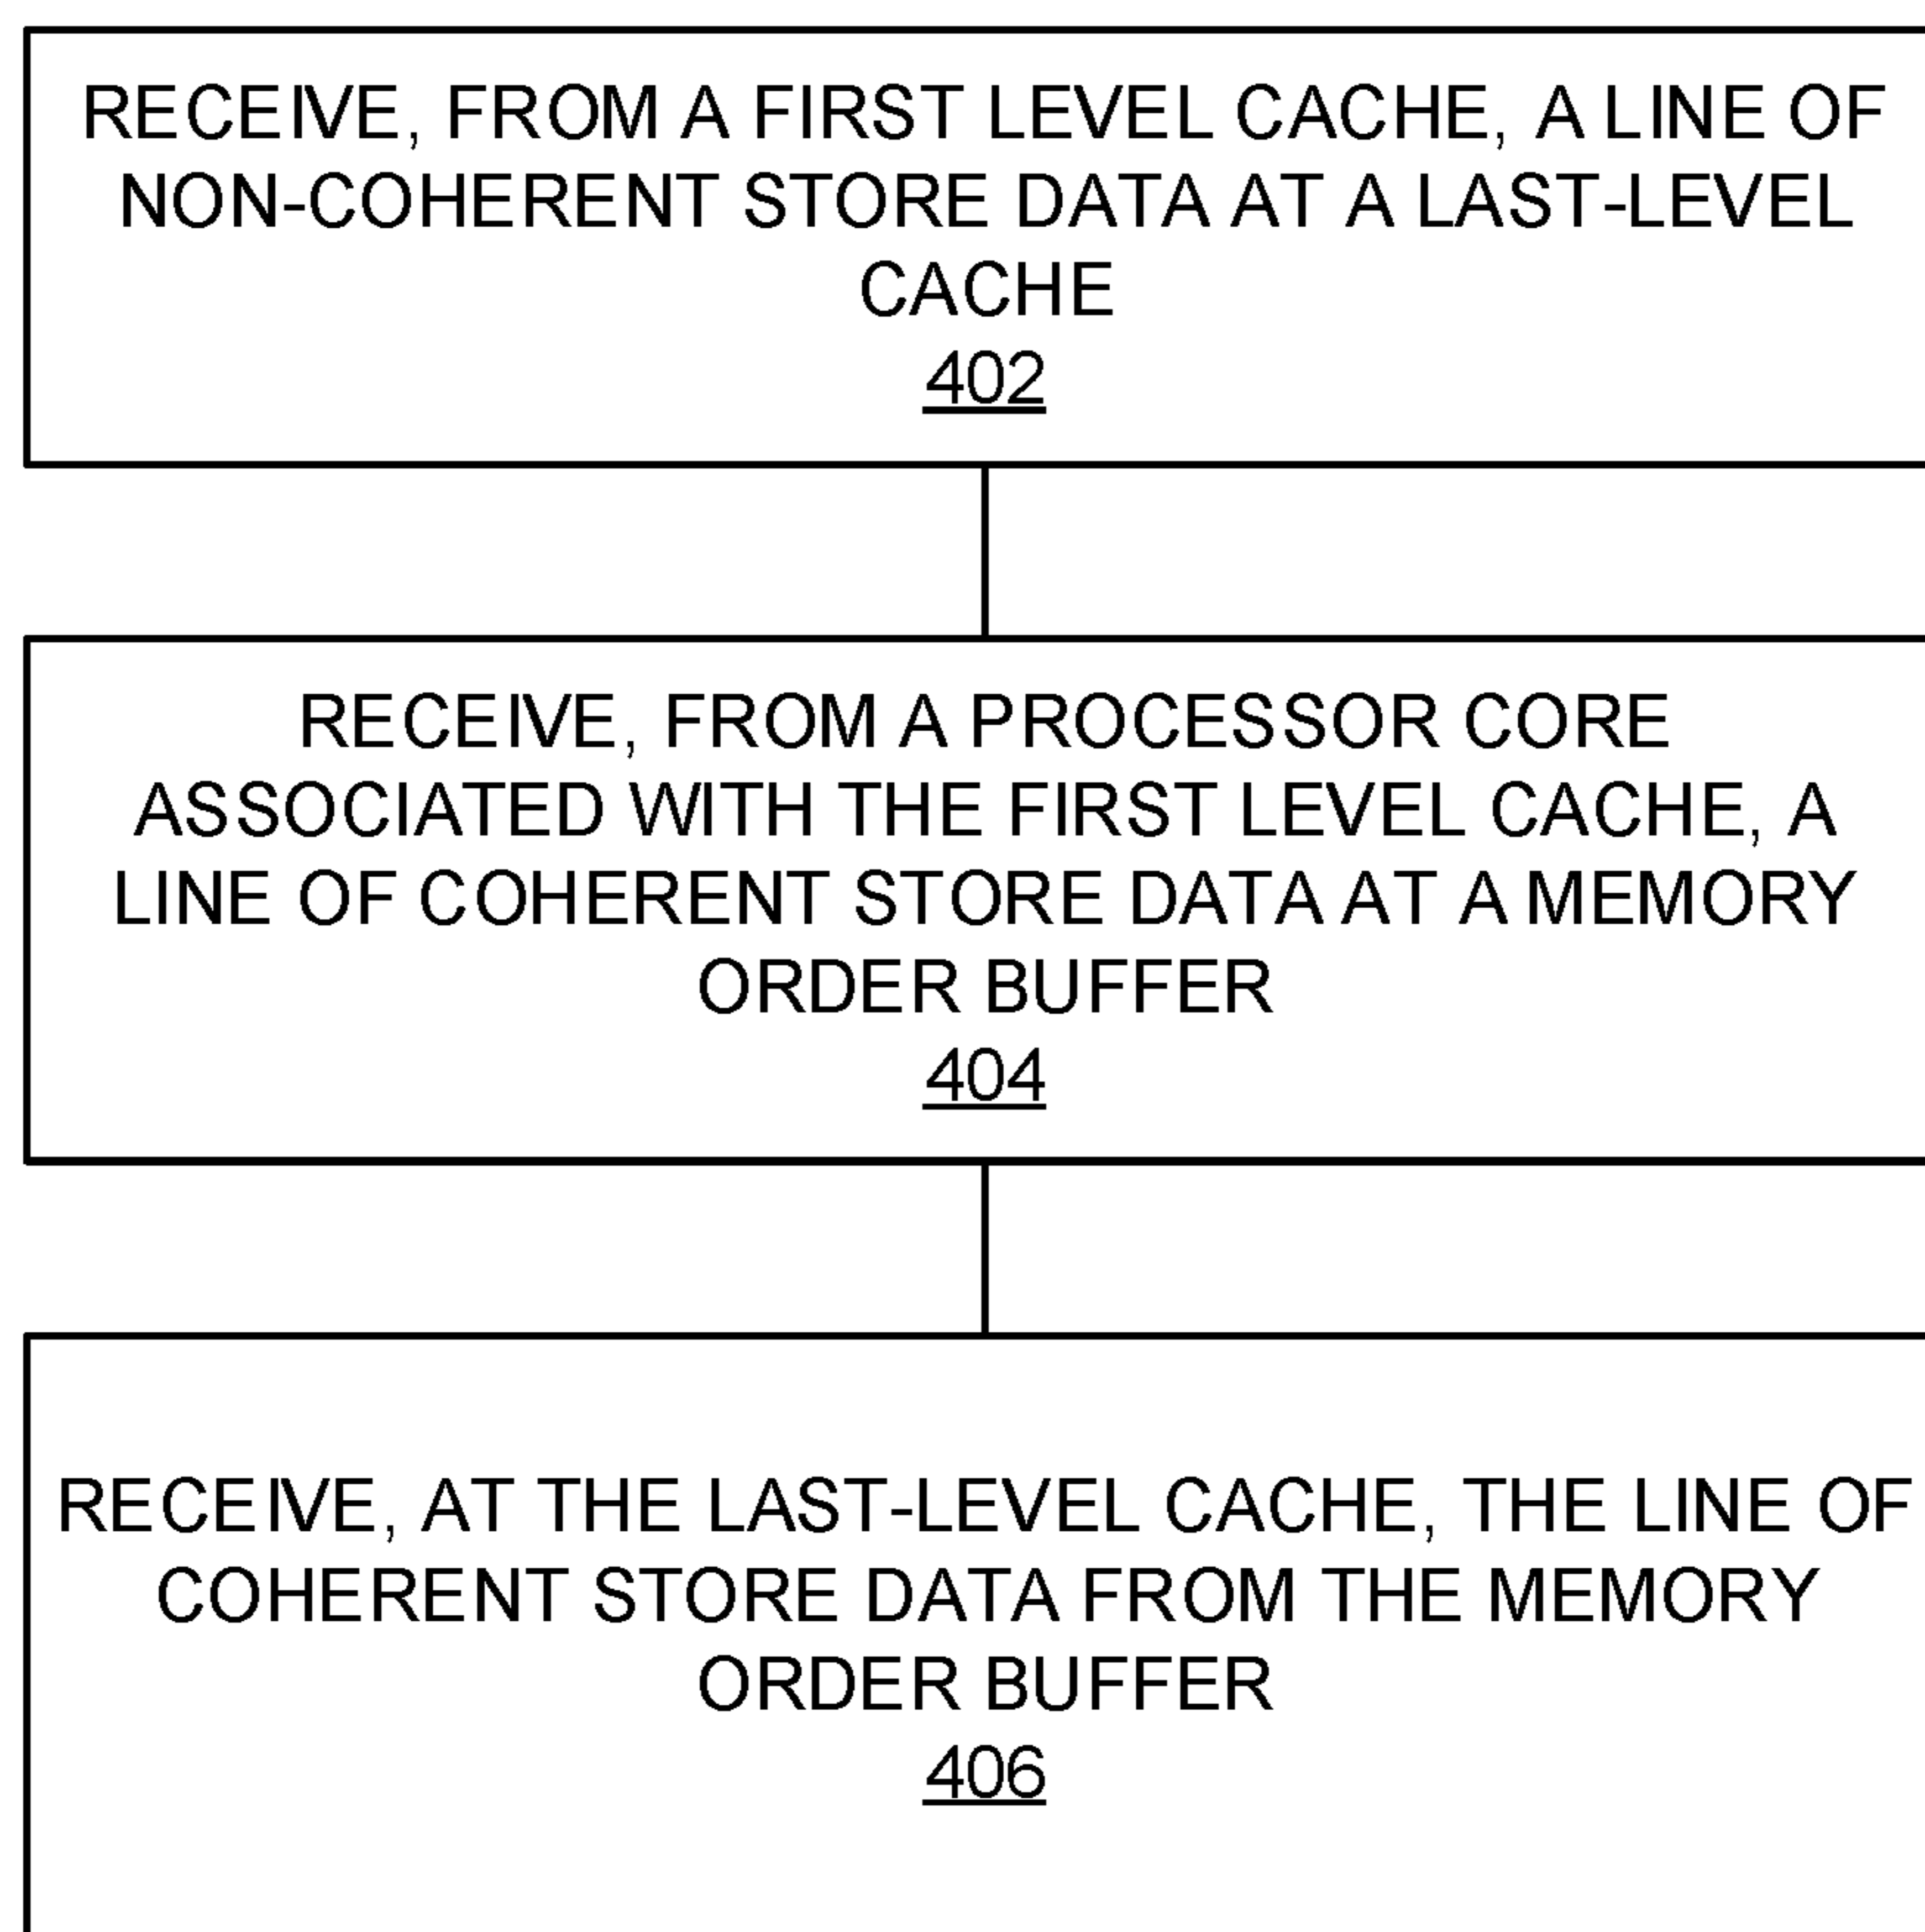 RECEIVE, FROM A FIRST LEVEL CACHE, A LINE OF
NON-COHERENT STORE DATA AT A LAST-LEVEL
CACHE
402
RECEIVE, FROM A PROCESSOR CORE
ASSOCIATED WITH THE FIRST LEVEL CACHE, A
LINE OF COHERENT STORE DATA AT A MEMORY
ORDER BUFFER
404
RECEIVE, AT THE LAST-LEVEL CACHE, THE LINE OF
COHERENT STORE DATA FROM THE MEMORY
ORDER BUFFER
406